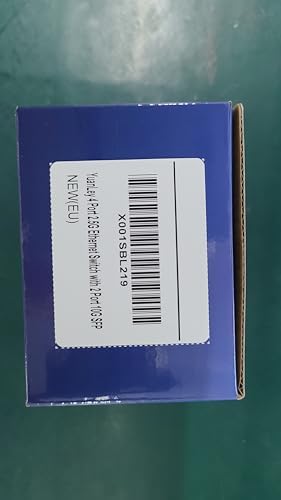 X001SBL219
YuanLey 4 Port 2.5G Ethernet Switch with 2 Port 10G SFP
NEW(EU)